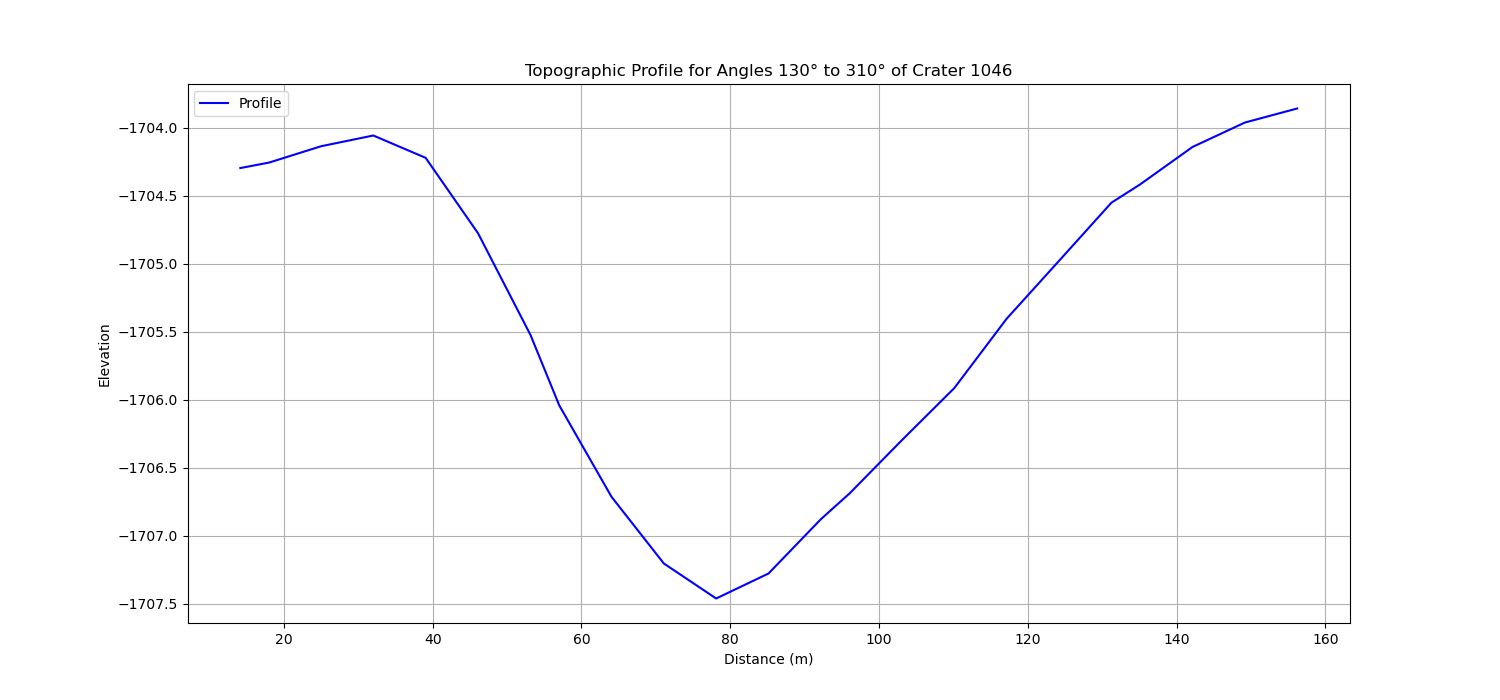 Topographic Profile for Angles 130° to 310° of Crater 1046
Profile
−1704.0
−1704.5
−1705.0
−1705.5
−1706.0
−1706.5
−1707.0
−1707.5
Elevation
20 40 60 80 100 120 140 160
Distance (m)